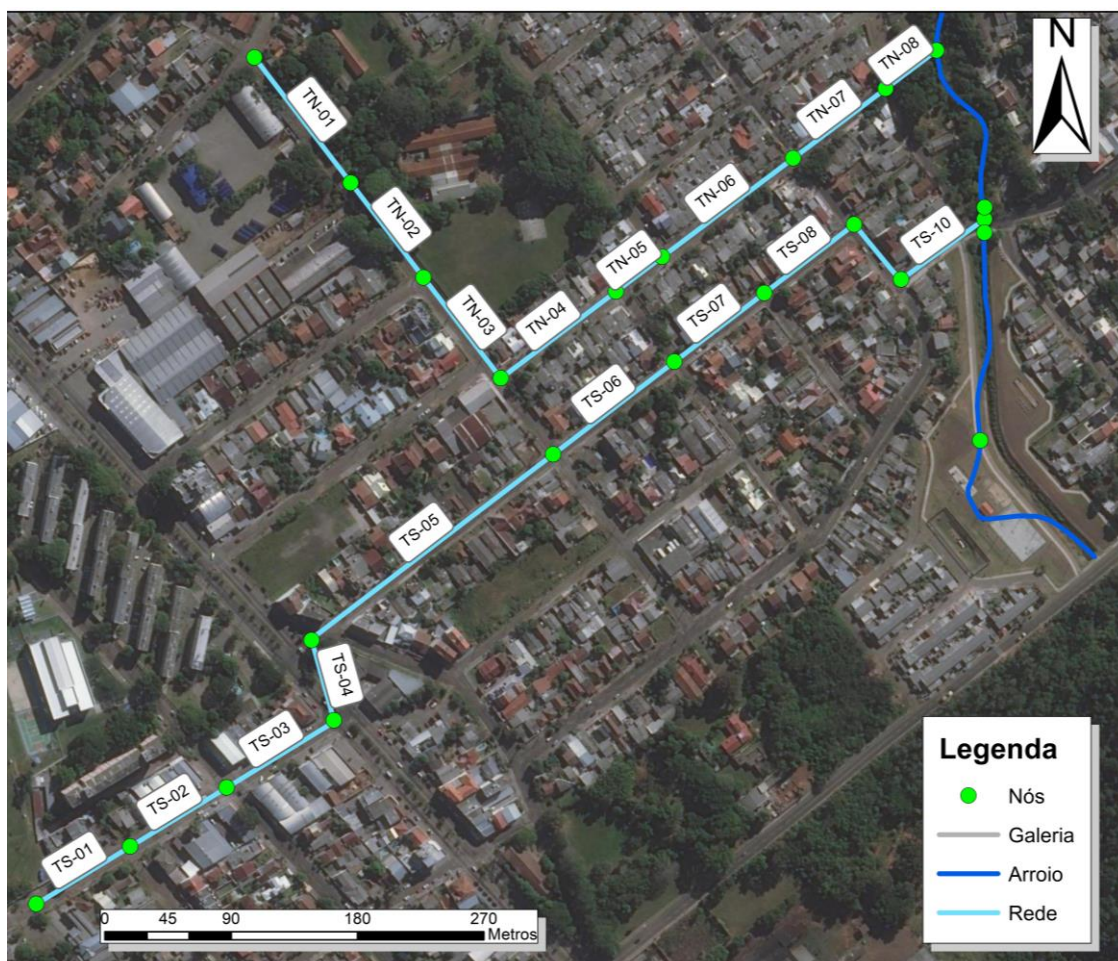 N
TN-08
TN-01
TN-07
TN-02
TN-06
TN-05
TS-10
TS-08
TN-03
TN-04
TS-07
TS-06
TS-05
TS-04
TS-03
TS-02
TS-01
Legenda
Nós
Galeria
Arroio
Rede
0 45 90 180 270
Metros